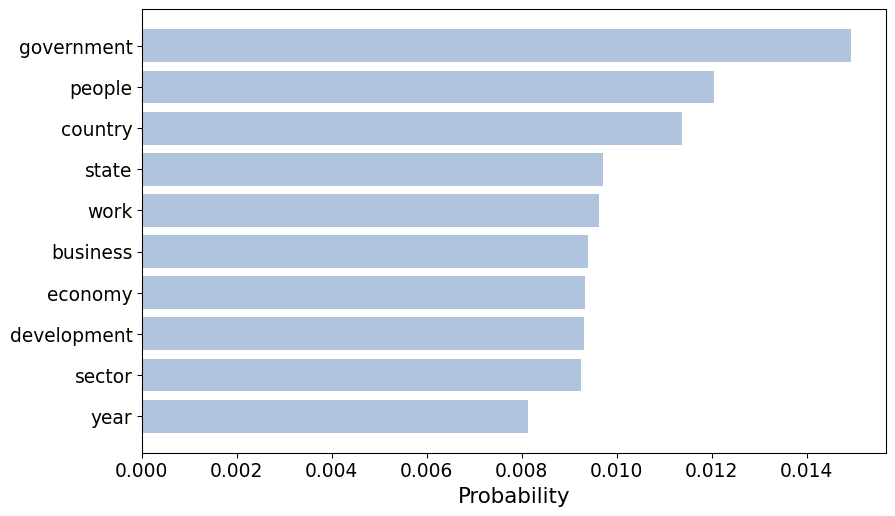 government
people
country
state
work
business
economy
development
sector
year
0.000 0.002 0.004 0.006 0.008 0.010 0.012 0.014
Probability